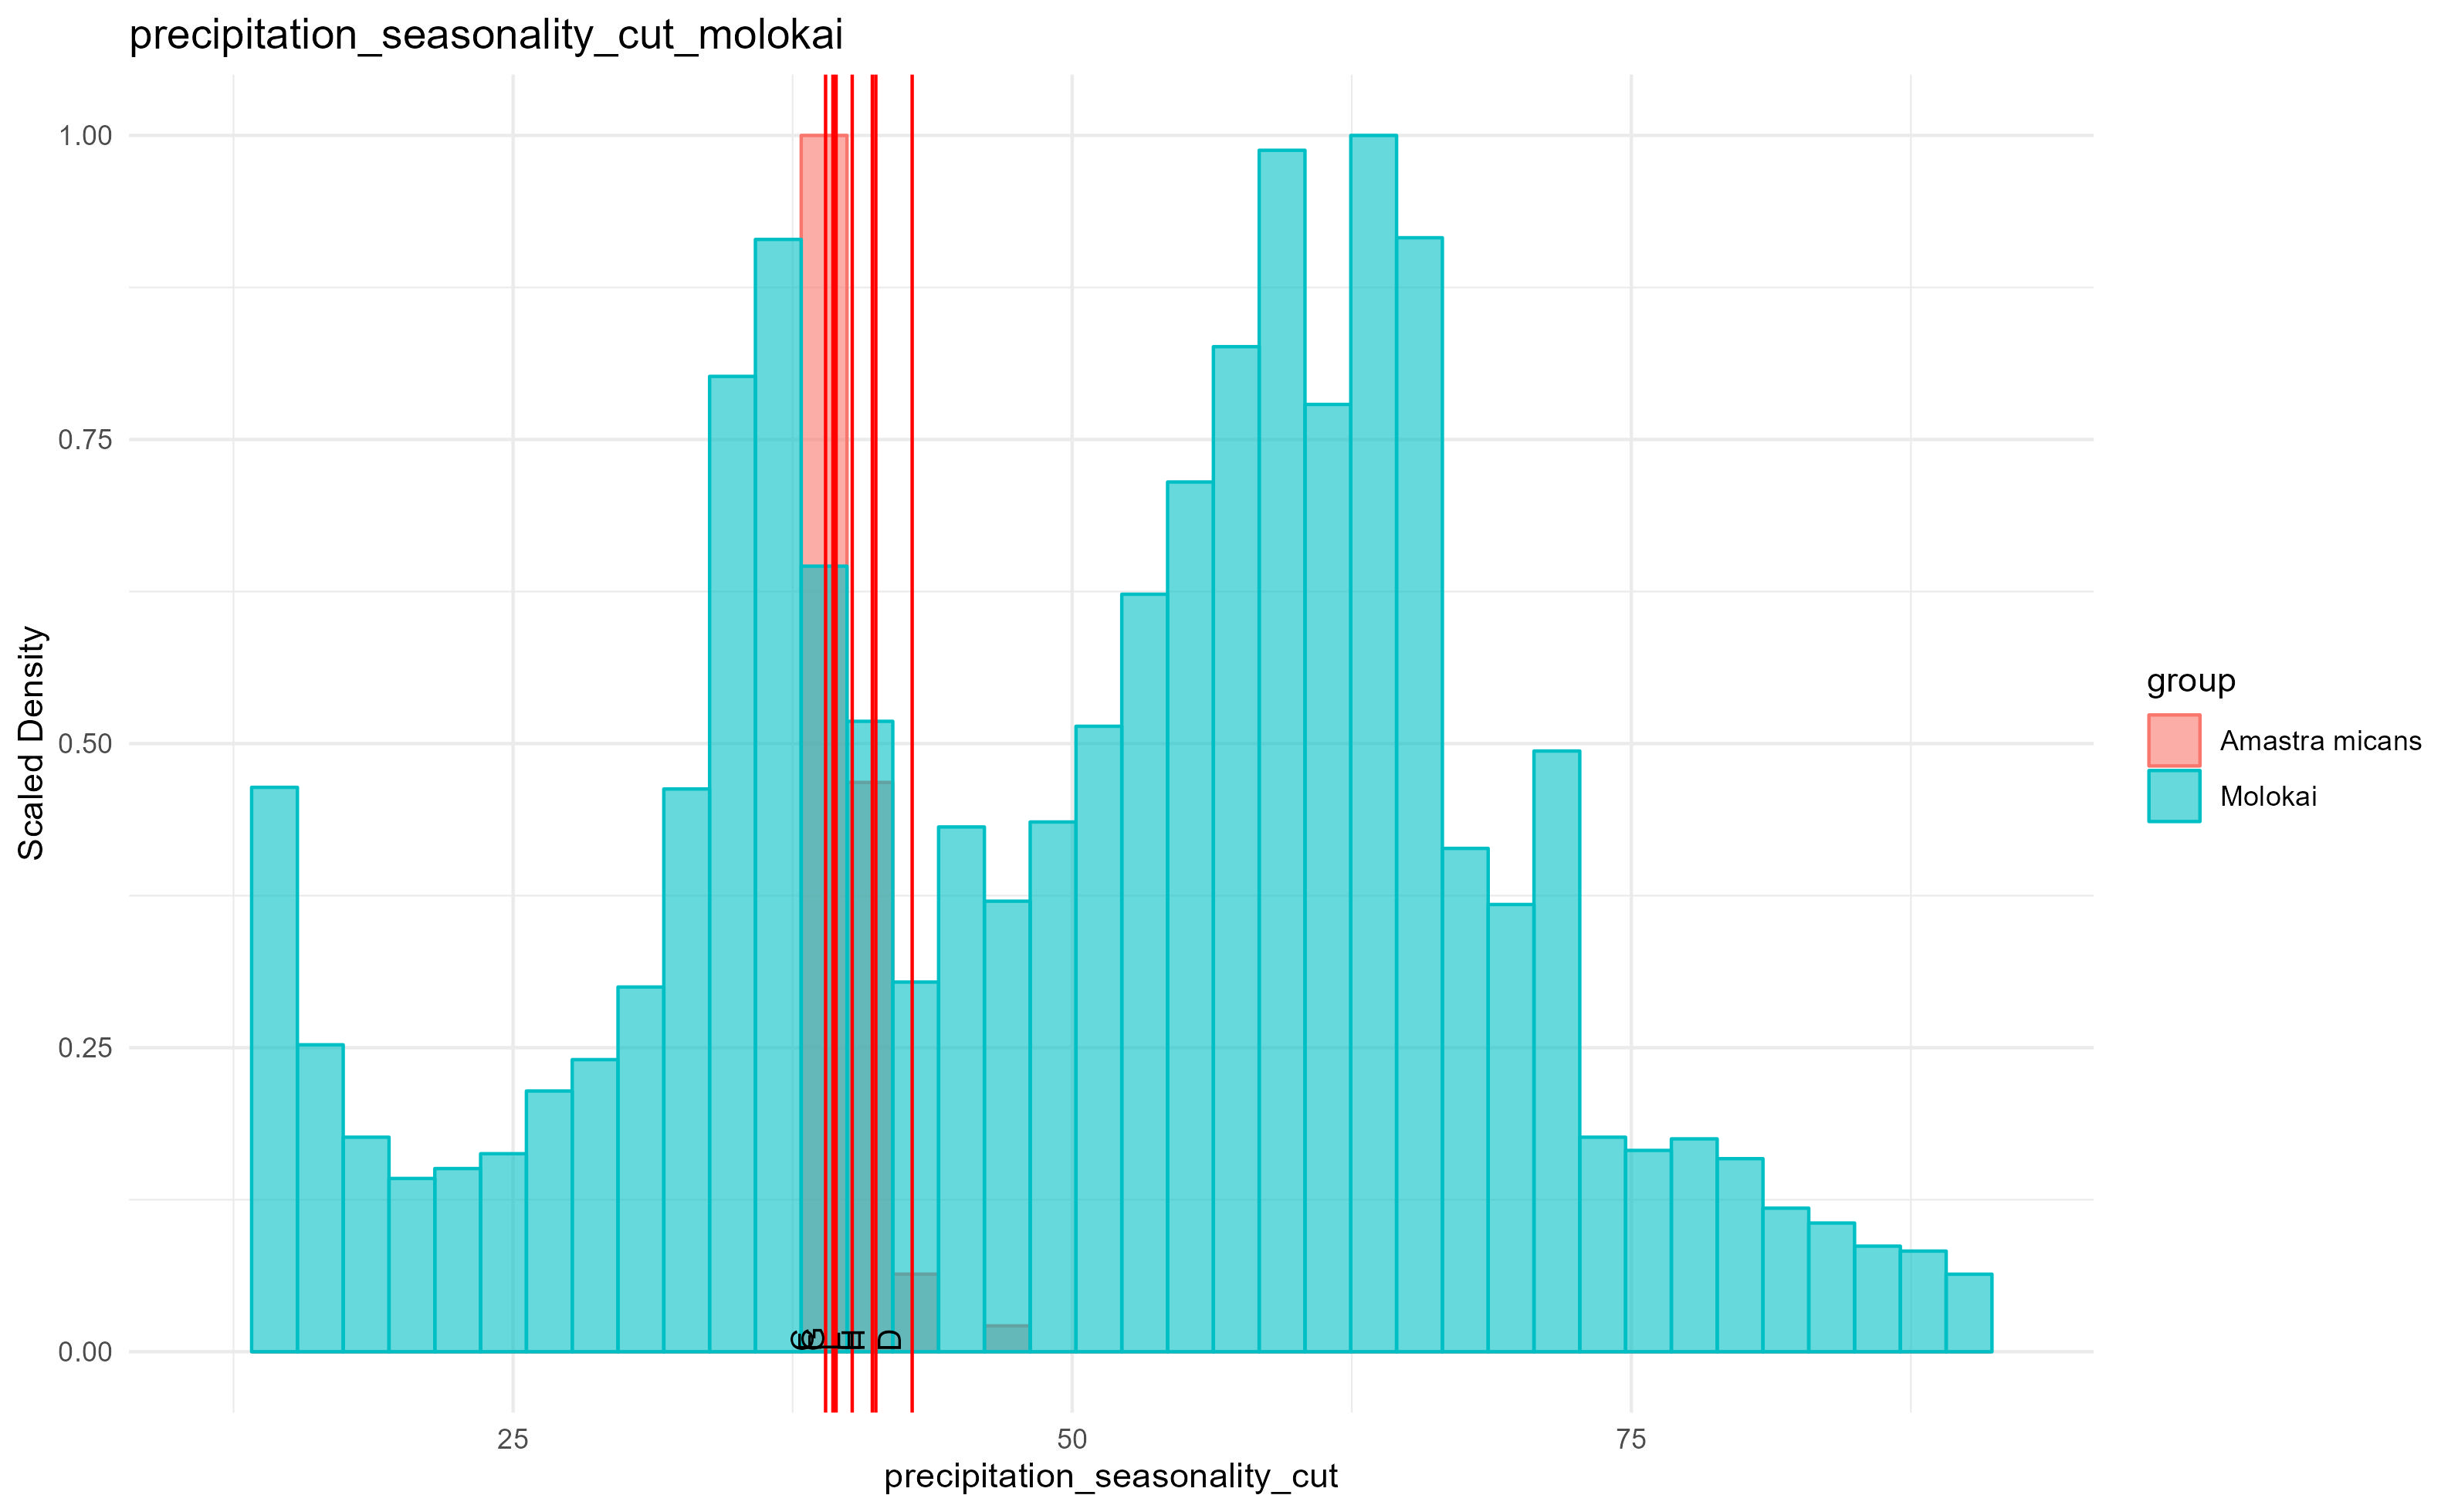 precipitation_seasonality_cut_molokai
Scaled Density
1.00
0.75
0.50
0.25
0.00
D
25
50
75
precipitation_seasonality_cut
group
Amastra micans
Molokai